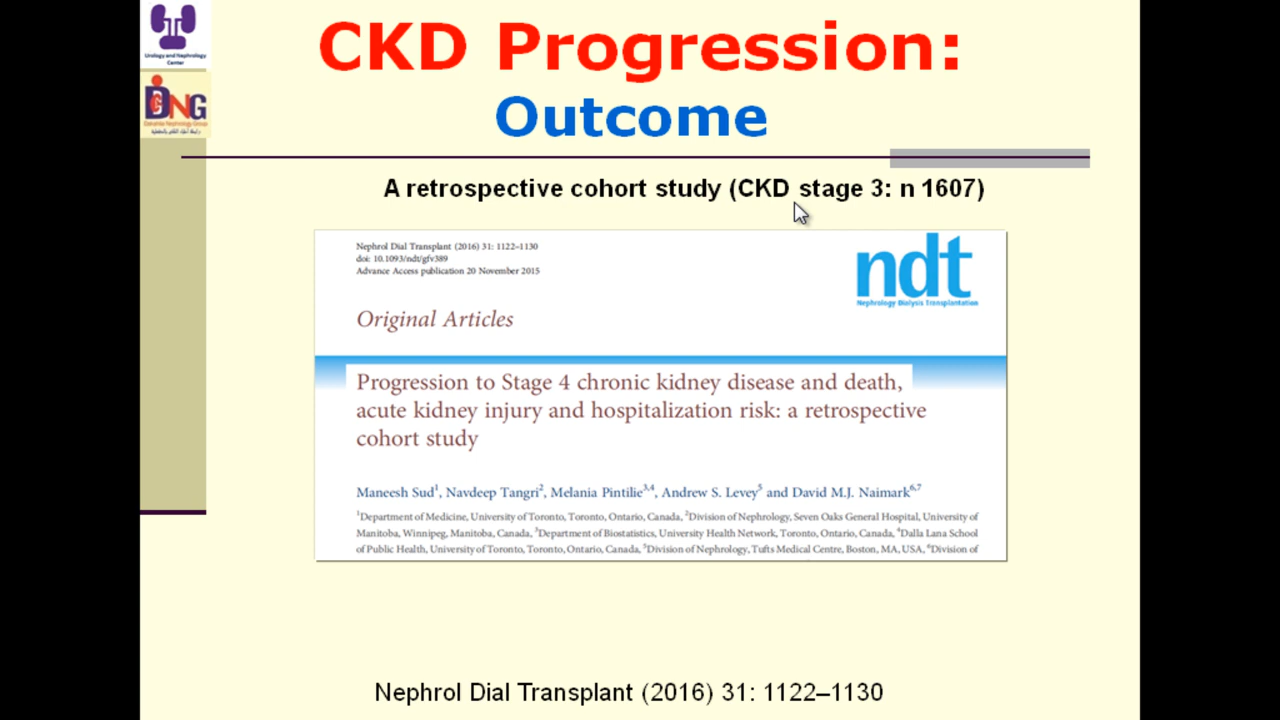 Urology and Nephrology
Center
DNG
CKD Progression:
Outcome
A retrospective cohort study (CKD stage 3: n 1607)
Nephrol Dial Transplant (2016) 31: 1122–1130
doi: 10.1093/ndt/gfv389
Advance Access publication 20 November 2015
ndt
Nephrology Dialysis Transplantation
Original Articles
Progression to Stage 4 chronic kidney disease and death,
acute kidney injury and hospitalization risk: a retrospective
cohort study
Maneesh Sud1, Navdeep Tangri2, Melania Pintilie3,4, Andrew S. Levey5 and David M.J. Naimark6,7
1Department of Medicine, University of Toronto, Toronto, Ontario, Canada, 2Division of Nephrology, Seven Oaks General Hospital, University of
Manitoba, Winnipeg, Manitoba, Canada, 3Department of Biostatistics, University Health Network, Toronto, Ontario, Canada, 4Dalla Lana School
of Public Health, University of Toronto, Toronto, Ontario, Canada, 5Division of Nephrology, Tufts Medical Centre, Boston, MA, USA, 6Division of
Nephrol Dial Transplant (2016) 31: 1122–1130